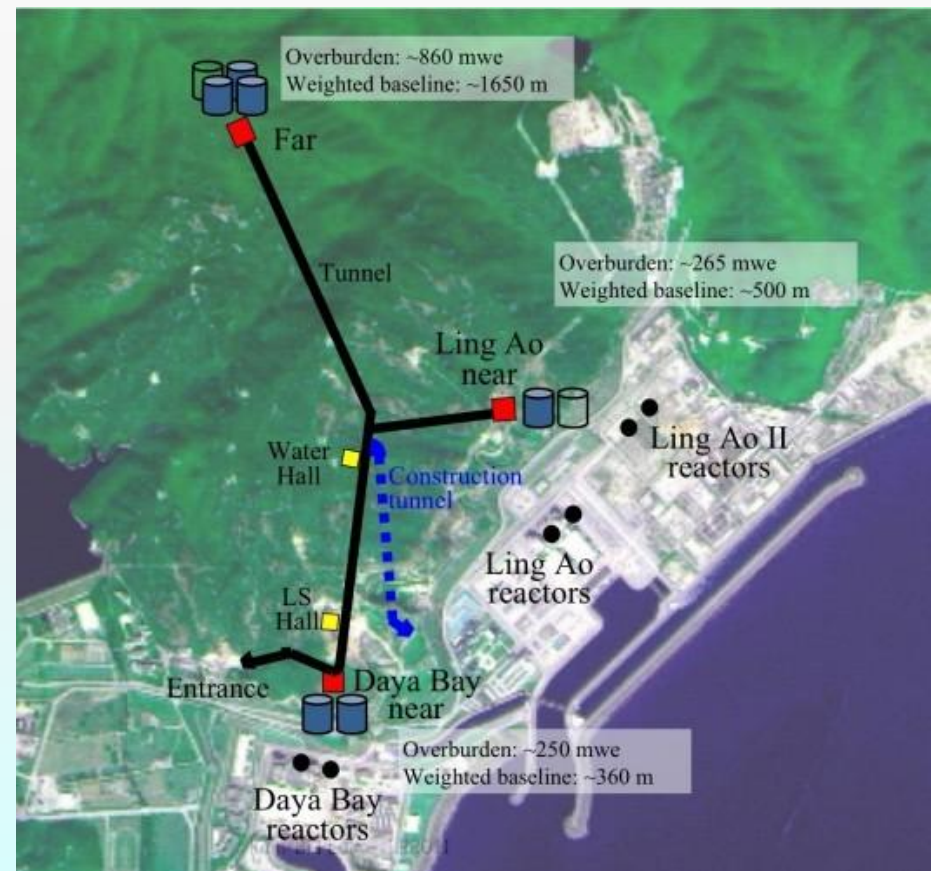 Overburden: ~860 mwe
Weighted baseline: ~1650 m
Far
Tunnel
Overburden: ~265 mwe
Weighted baseline: ~500 m
Ling Ao
near
Ling Ao II
reactors
Water
Hall
Construction
tunnel
Ling Ao
reactors
LS
Hall
Entrance
Daya Bay
near
Overburden: ~250 mwe
Weighted baseline: ~360 m
Daya Bay
reactors